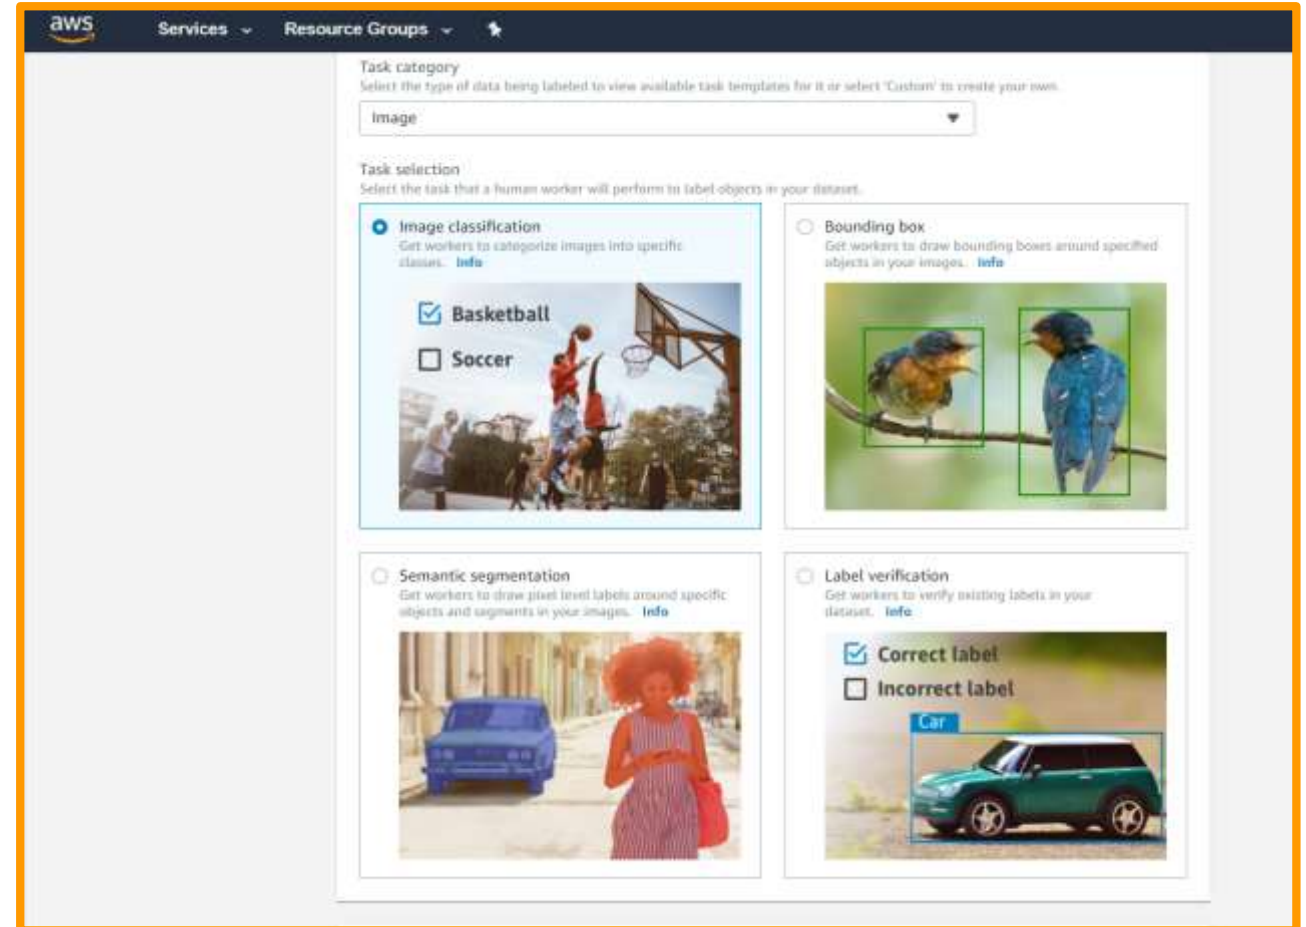 aws Services Resource Groups
Task category
Select the type of data being labeled to view available task templates for it or select 'Custom' to create your own.
Image
Task selection
Select the task that a human worker will perform to label objects in your dataset.
Image classification
Get workers to categorize images into specific
classes. Info
Basketball
Soccer
Bounding box
Get workers to draw bounding boxes around specified
objects in your images. Info
Semantic segmentation
Get workers to draw pixel level labels around specific
objects and segments in your images. Info
Label verification
Get workers to verify existing labels in your
dataset. Info
Correct label
Incorrect label
Car